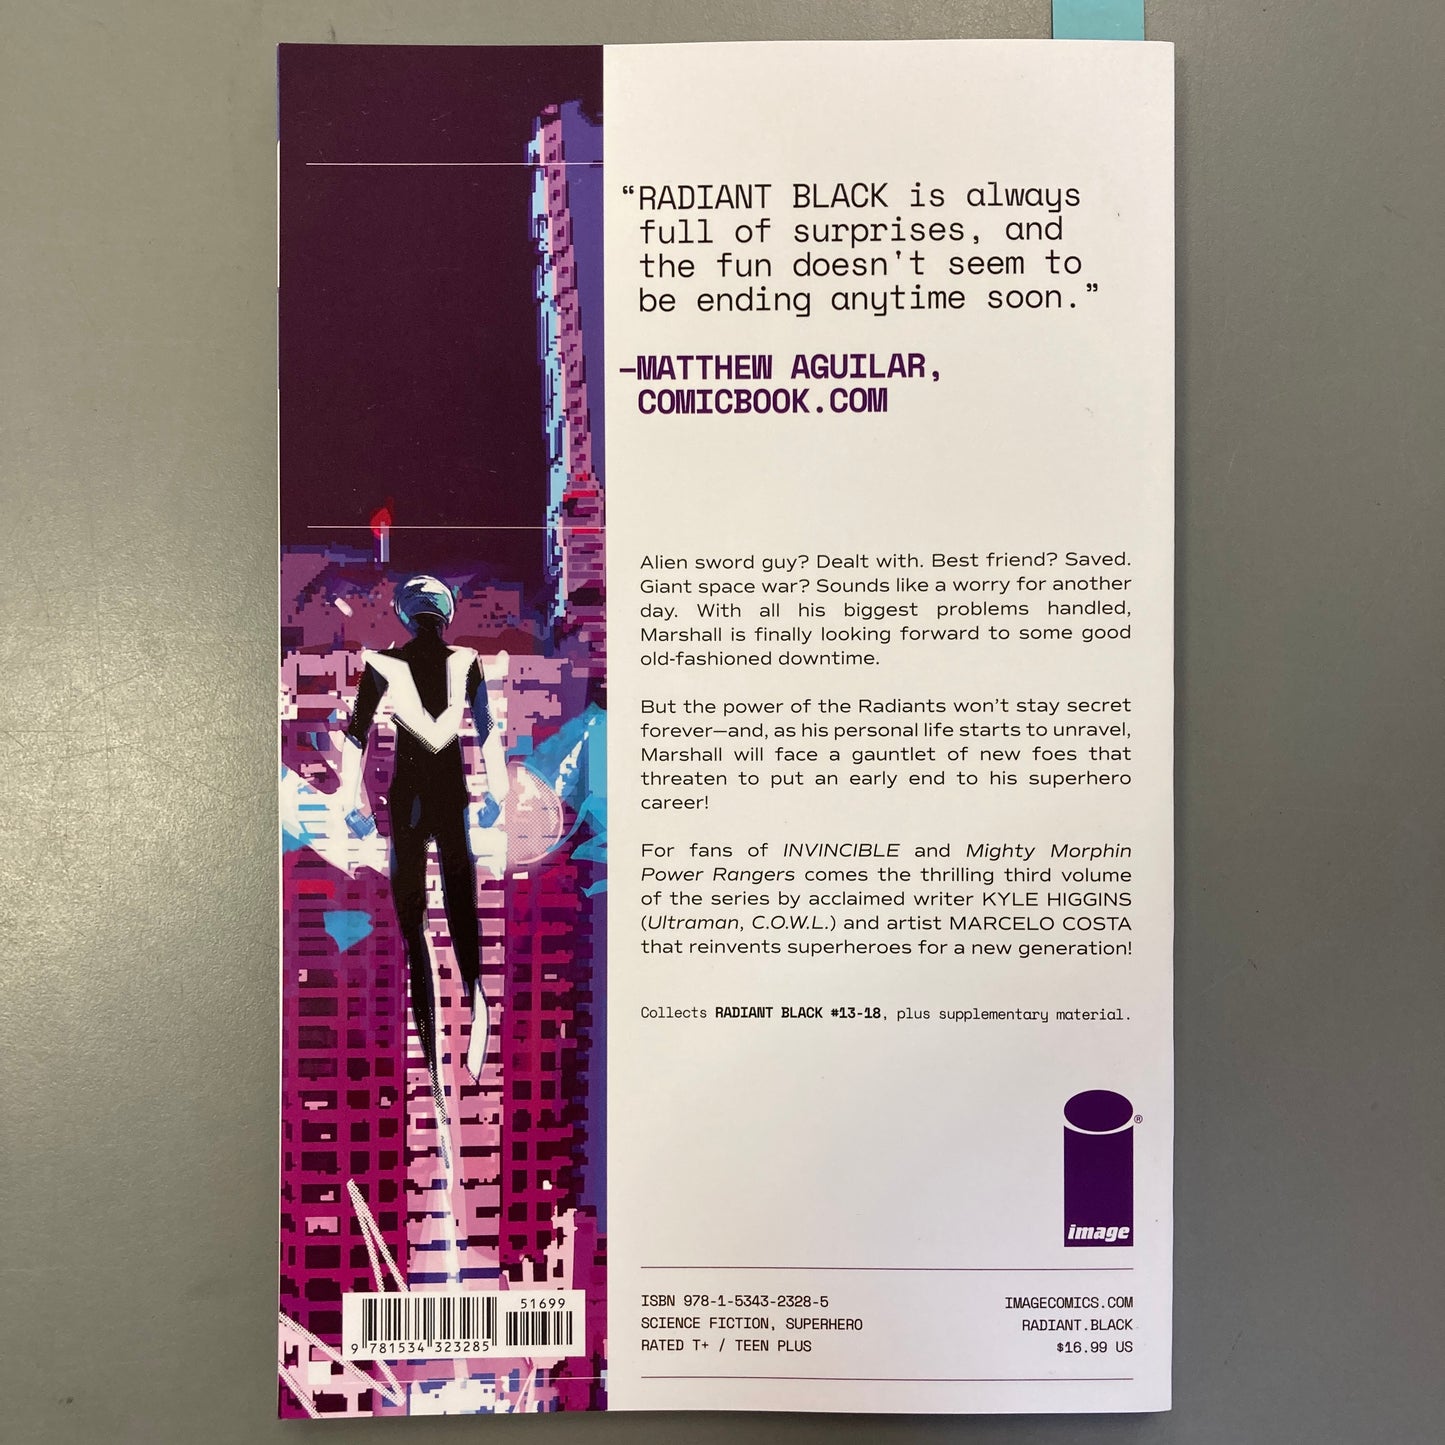 “RADIANT BLACK is always
full of surprises, and
the fun doesn't seem to
be ending anytime soon.”
—MATTHEW AGUILAR,
COMICBOOK.COM
Alien sword guy? Dealt with. Best friend? Saved.
Giant space war? Sounds like a worry for another
day. With all his biggest problems handled,
Marshall is finally looking forward to some good
old-fashioned downtime.
But the power of the Radiants won’t stay secret
forever—and, as his personal life starts to unravel,
Marshall will face a gauntlet of new foes that
threaten to put an early end to his superhero
career!
For fans of INVINCIBLE and Mighty Morphin
Power Rangers comes the thrilling third volume
of the series by acclaimed writer KYLE HIGGINS
(Ultraman, C.O.W.L.) and artist MARCELO COSTA
that reinvents superheroes for a new generation!
Collects RADIANT BLACK #13-18, plus supplementary material.
®
image
ISBN 978-1-5343-2328-5
SCIENCE FICTION, SUPERHERO
RATED T+ / TEEN PLUS
IMAGECOMICS.COM
RADIANT.BLACK
$16.99 US
51699
9 781534 323285